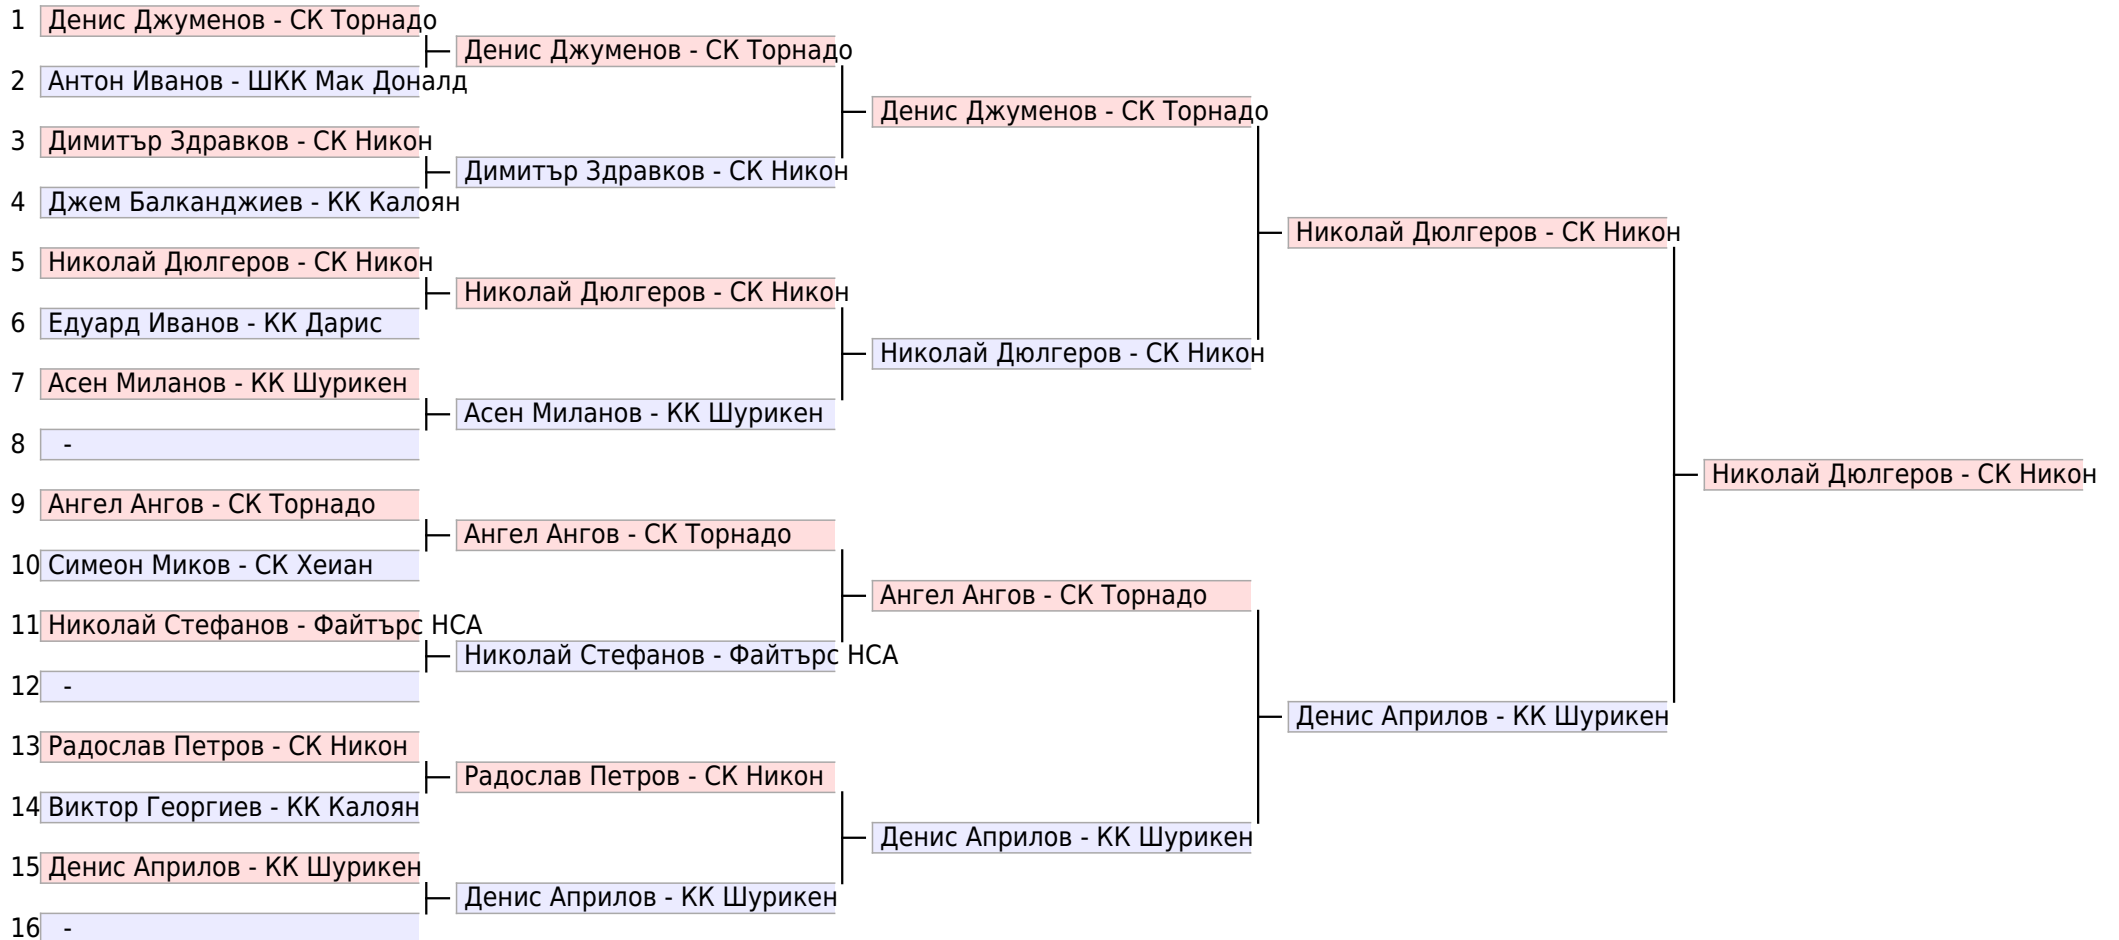 1 Денис Джуменов - СК Торнадо
Денис Джуменов - СК Торнадо
2 Антон Иванов - ШКК Мак Доналд
Денис Джуменов - СК Торнадо
3 Димитър Здравков - СК Никон
Димитър Здравков - СК Никон
4 Джем Балканджиев - КК Калоян
Николай Дюлгеров - СК Никон
5 Николай Дюлгеров - СК Никон
Николай Дюлгеров - СК Никон
6 Едуард Иванов - КК Дарис
Николай Дюлгеров - СК Никон
7 Асен Миланов - КК Шурикен
Асен Миланов - КК Шурикен
8 -
Николай Дюлгеров - СК Никон
9 Ангел Ангов - СК Торнадо
Ангел Ангов - СК Торнадо
10 Симеон Миков - СК Хеиан
Ангел Ангов - СК Торнадо
11 Николай Стефанов - Файтърс НСА
Николай Стефанов - Файтърс НСА
12 -
Денис Априлов - КК Шурикен
13 Радослав Петров - СК Никон
Радослав Петров - СК Никон
14 Виктор Георгиев - КК Калоян
Денис Априлов - КК Шурикен
15 Денис Априлов - КК Шурикен
Денис Априлов - КК Шурикен
16 -